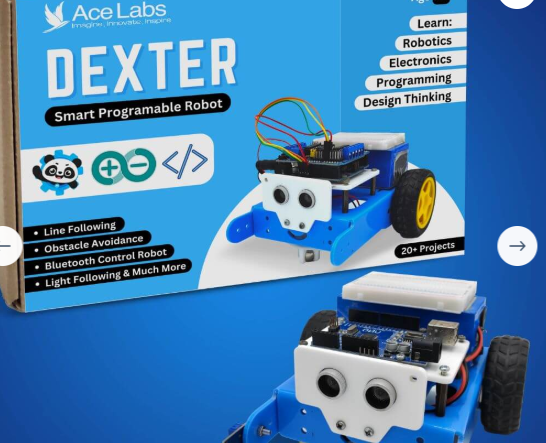 Ace Labs
Imagine, Innovate, Inspire
DEXTER
Smart Programable Robot
</>
• Line Following
• Obstacle Avoidance
• Bluetooth Control Robot
• Light Following & Much More
Learn:
Robotics
Electronics
Programming
Design Thinking
20+ Projects